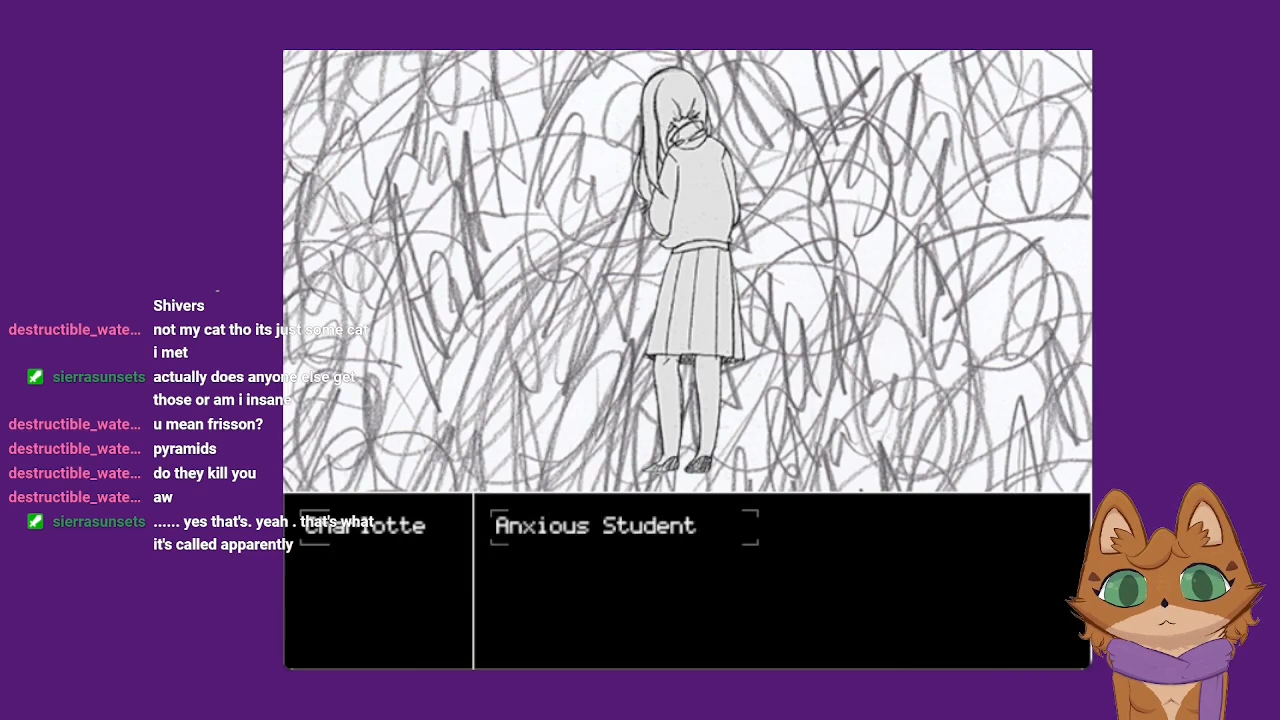 Shivers
destructible_wate... not my cat tho its just some cat
i met
sierrasunsets actually does anyone else get
those or am i insane
destructible_wate... u mean frisson?
destructible_wate... pyramids
destructible_wate... do they kill you
destructible_wate... aw
sierrasunsets ...... yes that's. yeah . that's what
it's called apparently
Charlotte
Anxious Student